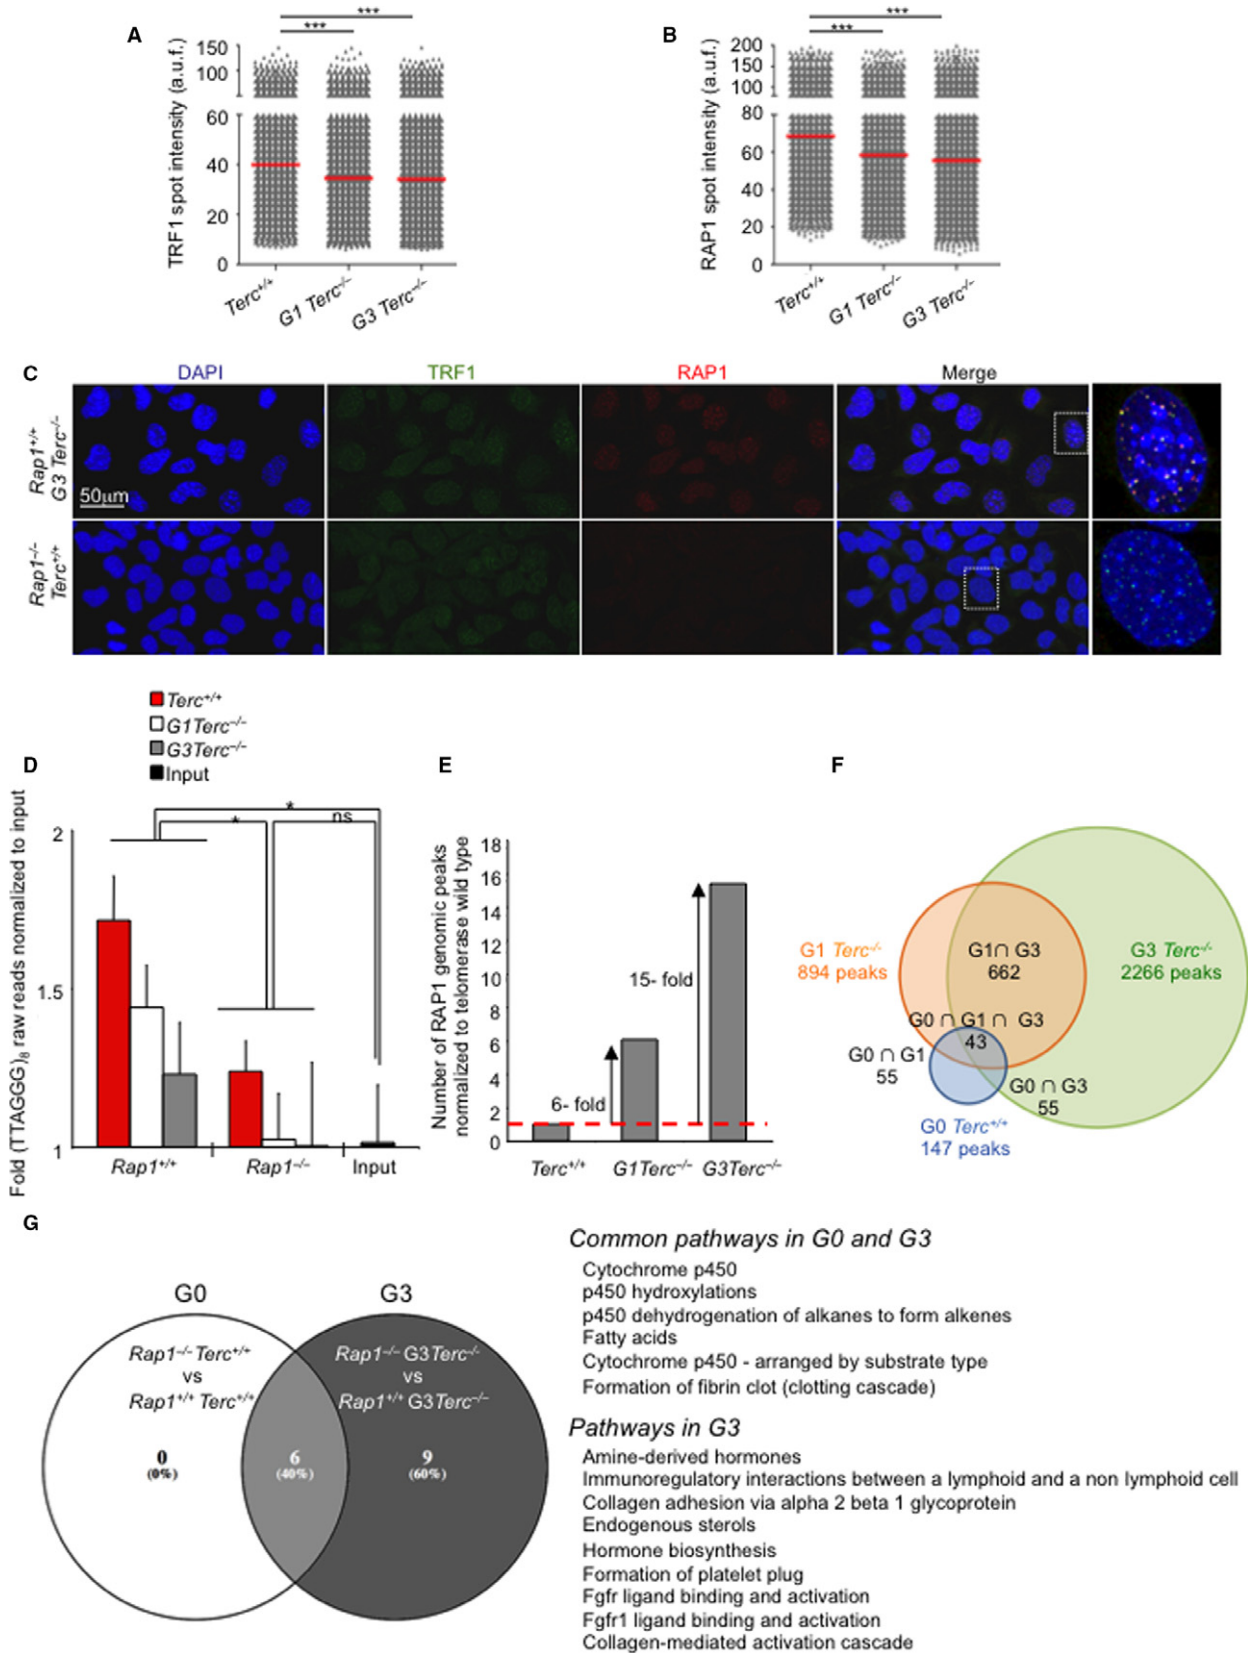 A
***
***
TRF1 spot intensity (a.u.f.)
150
100
60
40
20
0
Terc+/+
G1 Terc–/–
G3 Terc–/–
B
***
***
RAP1 spot intensity (a.u.f.)
200
150
100
80
60
40
20
0
Terc+/+
G1 Terc–/–
G3 Terc–/–
C
DAPI
TRF1
RAP1
Merge
Rap1+/+
G3 Terc–/–
50µm
Rap1–/–
Terc+/+
Terc+/+
G1Terc–/–
G3Terc–/–
Input
D
Fold (TTAGGG)8 raw reads normalized to input
2
1.5
1
*
*
ns
Rap1+/+
Rap1–/–
Input
E
Number of RAP1 genomic peaks
normalized to telomerase wild type
18
16
14
12
10
8
6
4
2
0
15- fold
6- fold
Terc+/+
G1Terc–/–
G3Terc–/–
F
G1 Terc-/-
894 peaks
G1∩ G3
662
G3 Terc-/-
2266 peaks
G0 ∩ G1 ∩ G3
43
G0 ∩ G1
55
G0 ∩ G3
55
G0 Terc+/+
147 peaks
G
G0
G3
Rap1–/– Terc+/+
vs
Rap1+/+ Terc+/+
Rap1–/– G3Terc–/–
vs
Rap1+/+ G3Terc–/–
0
(0%)
6
(40%)
9
(60%)
Common pathways in G0 and G3
Cytochrome p450
p450 hydroxylations
p450 dehydrogenation of alkanes to form alkenes
Fatty acids
Cytochrome p450 - arranged by substrate type
Formation of fibrin clot (clotting cascade)
Pathways in G3
Amine-derived hormones
Immunoregulatory interactions between a lymphoid and a non lymphoid cell
Collagen adhesion via alpha 2 beta 1 glycoprotein
Endogenous sterols
Hormone biosynthesis
Formation of platelet plug
Fgfr ligand binding and activation
Fgfr1 ligand binding and activation
Collagen-mediated activation cascade